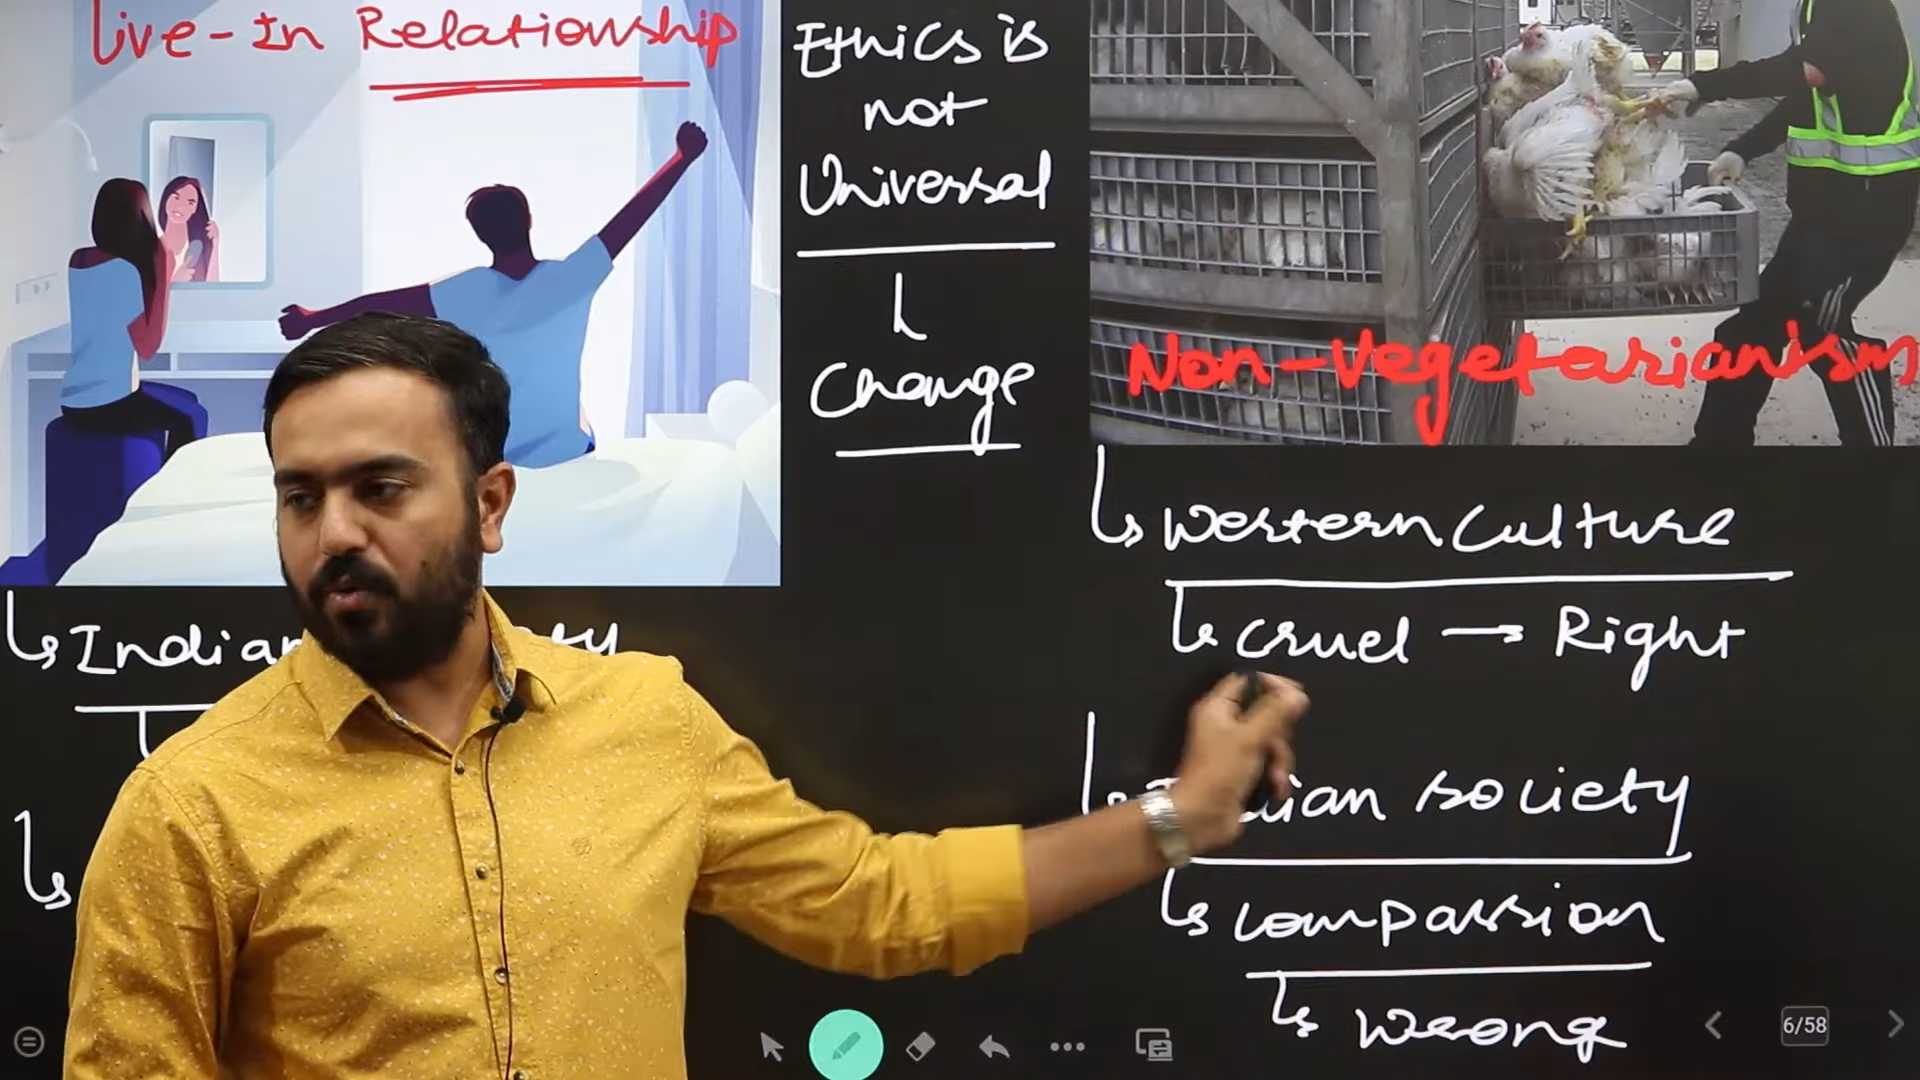 Live-In Relationship
Ethics is
not
Universal
Change
Non-Vegetarianism
Western Culture
Cruel → Right
Indian
society
Compassion
Wrong
6/58